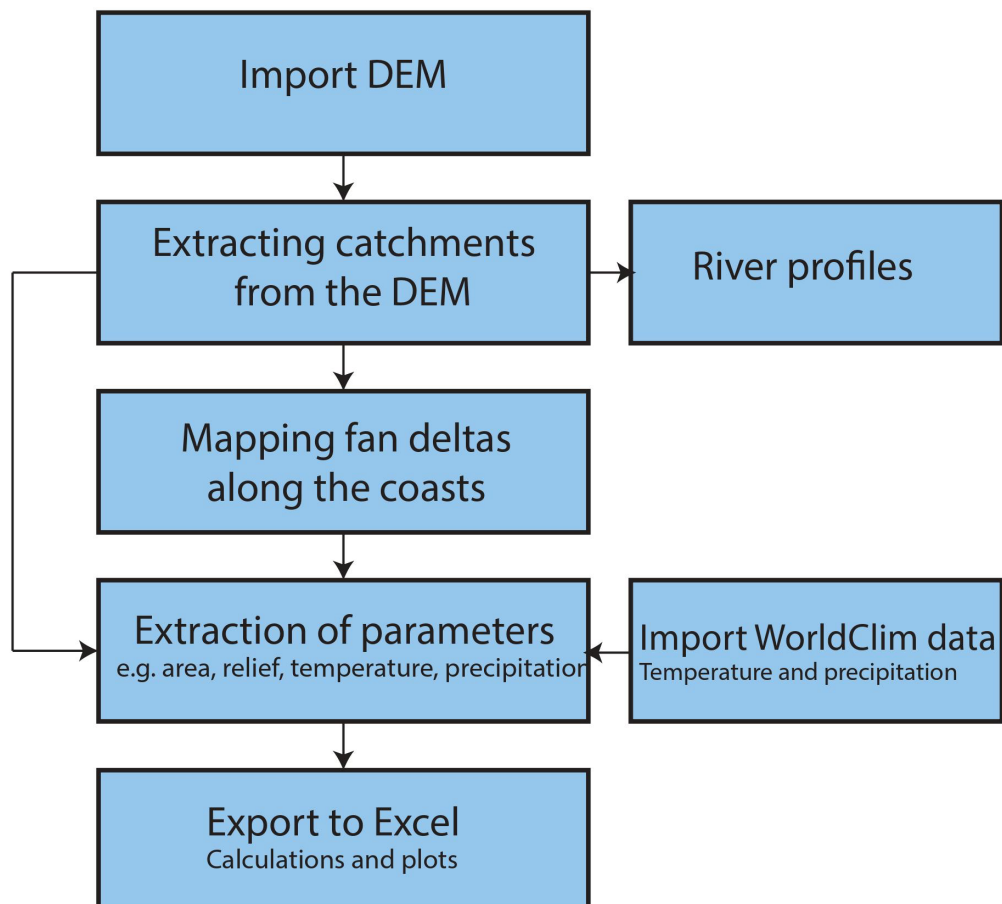 Import DEM
Extracting catchments
from the DEM
River profiles
Mapping fan deltas
along the coasts
Extraction of parameters
e.g. area, relief, temperature, precipitation
Import WorldClim data
Temperature and precipitation
Export to Excel
Calculations and plots